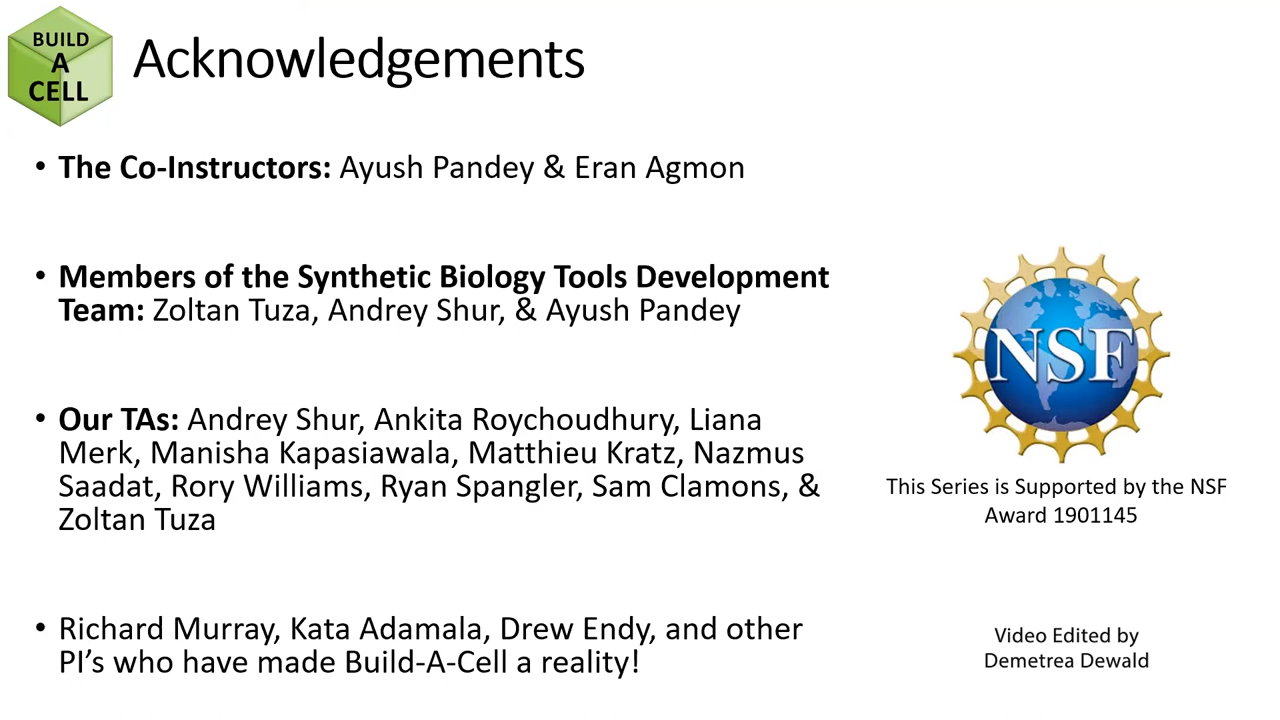 BUILD
A
CELL
Acknowledgements
• The Co-Instructors: Ayush Pandey & Eran Agmon
• Members of the Synthetic Biology Tools Development
Team: Zoltan Tuza, Andrey Shur, & Ayush Pandey
• Our TAs: Andrey Shur, Ankita Roychoudhury, Liana
Merk, Manisha Kapasiawala, Matthieu Kratz, Nazmus
Saadat, Rory Williams, Ryan Spangler, Sam Clamons, &
Zoltan Tuza
• Richard Murray, Kata Adamala, Drew Endy, and other
PI’s who have made Build-A-Cell a reality!
NSF
This Series is Supported by the NSF
Award 1901145
Video Edited by
Demetrea Dewald